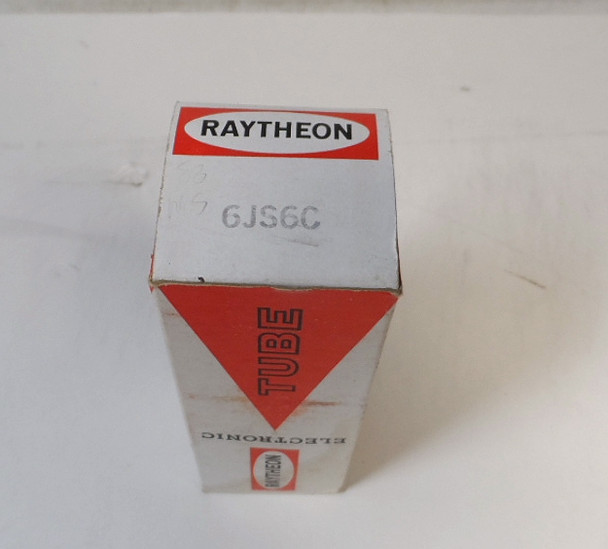 RAYTHEON
6JS6C
TUBE
ELECTRONIC
RAYTHEON